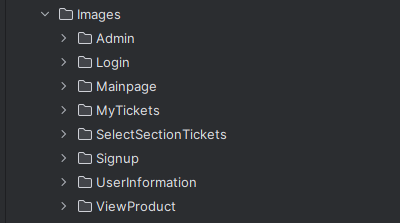 Images
Admin
Login
Mainpage
MyTickets
SelectSectionTickets
Signup
UserInformation
ViewProduct